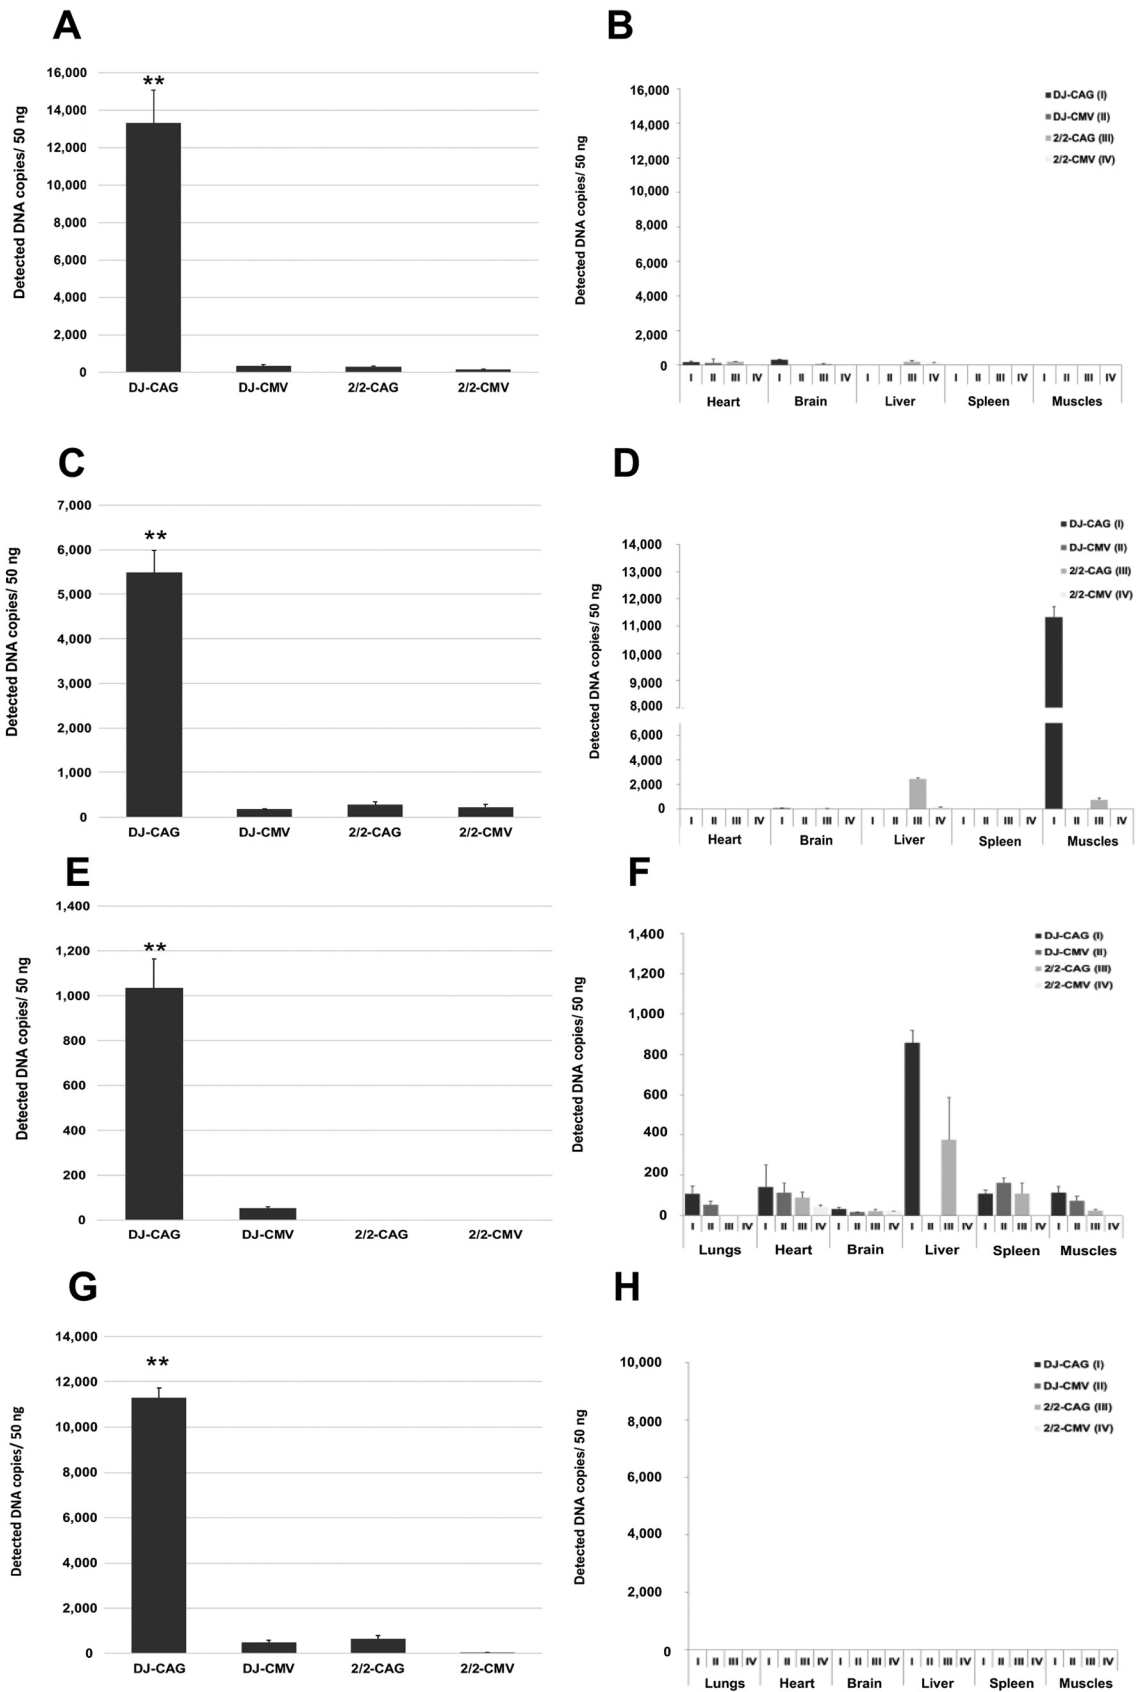 A
Detected DNA copies/ 50 ng
16,000
14,000
12,000
10,000
8,000
6,000
4,000
2,000
0
**
DJ-CAG DJ-CMV 2/2-CAG 2/2-CMV
B
Detected DNA copies/ 50 ng
16,000
14,000
12,000
10,000
8,000
6,000
4,000
2,000
0
DJ-CAG (I)
DJ-CMV (II)
2/2-CAG (III)
2/2-CMV (IV)
I II III IV I II III IV I II III IV I II III IV I II III IV
Heart Brain Liver Spleen Muscles
C
Detected DNA copies/ 50 ng
7,000
6,000
5,000
4,000
3,000
2,000
1,000
0
**
DJ-CAG DJ-CMV 2/2-CAG 2/2-CMV
D
Detected DNA copies/ 50 ng
14,000
13,000
12,000
11,000
10,000
9,000
8,000
6,000
4,000
2,000
0
DJ-CAG (I)
DJ-CMV (II)
2/2-CAG (III)
2/2-CMV (IV)
I II III IV I II III IV I II III IV I II III IV I II III IV
Heart Brain Liver Spleen Muscles
E
Detected DNA copies/ 50 ng
1,400
1,200
1,000
800
600
400
200
0
**
DJ-CAG DJ-CMV 2/2-CAG 2/2-CMV
F
Detected DNA copies/ 50 ng
1,400
1,200
1,000
800
600
400
200
0
DJ-CAG (I)
DJ-CMV (II)
2/2-CAG (III)
2/2-CMV (IV)
I II III IV I II III IV I II III IV I II III IV I II III IV I II III IV
Lungs Heart Brain Liver Spleen Muscles
G
Detected DNA copies/ 50 ng
14,000
12,000
10,000
8,000
6,000
4,000
2,000
0
**
DJ-CAG DJ-CMV 2/2-CAG 2/2-CMV
H
Detected DNA copies/ 50 ng
10,000
8,000
6,000
4,000
2,000
0
DJ-CAG (I)
DJ-CMV (II)
2/2-CAG (III)
2/2-CMV (IV)
I II III IV I II III IV I II III IV I II III IV I II III IV I II III IV
Lungs Heart Brain Liver Spleen Muscles